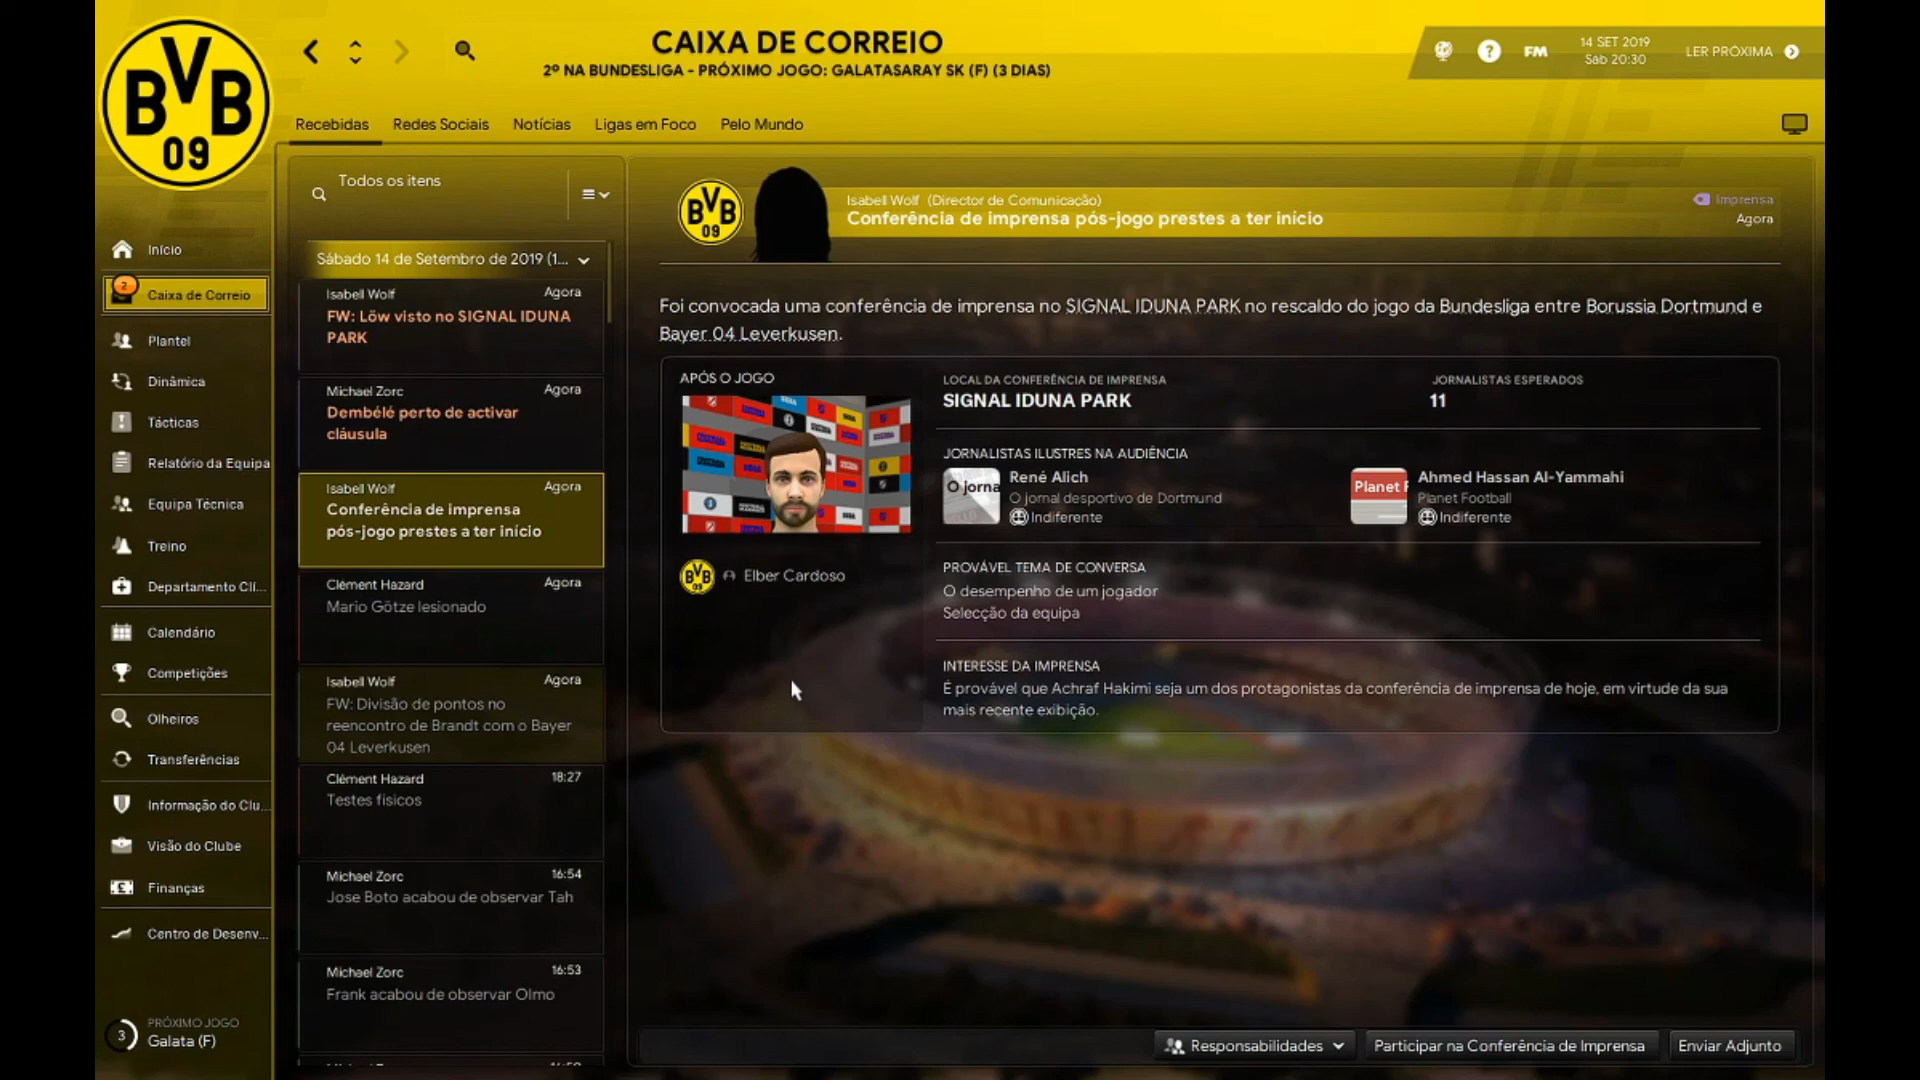 BVB
09
CAIXA DE CORREIO
2º NA BUNDESLIGA - PRÓXIMO JOGO: GALATASARAY SK (F) (3 DIAS)
FM
14 SET 2019
Sáb 20:30
LER PRÓXIMA
Recebidas
Redes Sociais
Notícias
Ligas em Foco
Pelo Mundo
Início
2
Caixa de Correio
Plantel
Dinâmica
Tácticas
Relatório da Equipa
Equipa Técnica
Treino
Departamento Clí...
Calendário
Competições
Olheiros
Transferências
Informação do Clu...
Visão do Clube
Finanças
Centro de Desenv...
3
PRÓXIMO JOGO
Galata (F)
Todos os itens
Sábado 14 de Setembro de 2019 (1...
Isabell Wolf
Agora
FW: Löw visto no SIGNAL IDUNA
PARK
Michael Zorc
Agora
Dembélé perto de activar
cláusula
Isabell Wolf
Agora
Conferência de imprensa
pós-jogo prestes a ter início
Clément Hazard
Agora
Mario Götze lesionado
Isabell Wolf
Agora
FW: Divisão de pontos no
reencontro de Brandt com o Bayer
04 Leverkusen
Clément Hazard
18:27
Testes físicos
Michael Zorc
16:54
Jose Boto acabou de observar Tah
Michael Zorc
16:53
Frank acabou de observar Olmo
BVB
09
Isabell Wolf (Director de Comunicação)
Conferência de imprensa pós-jogo prestes a ter início
Imprensa
Agora
Foi convocada uma conferência de imprensa no SIGNAL IDUNA PARK no rescaldo do jogo da Bundesliga entre Borussia Dortmund e
Bayer 04 Leverkusen.
APÓS O JOGO
BVB
09
Elber Cardoso
LOCAL DA CONFERÊNCIA DE IMPRENSA
SIGNAL IDUNA PARK
JORNALISTAS ESPERADOS
11
JORNALISTAS ILUSTRES NA AUDIÊNCIA
O jorna
René Alich
O jornal desportivo de Dortmund
Indiferente
Planet F
Ahmed Hassan Al-Yammahi
Planet Football
Indiferente
PROVÁVEL TEMA DE CONVERSA
O desempenho de um jogador
Selecção da equipa
INTERESSE DA IMPRENSA
É provável que Achraf Hakimi seja um dos protagonistas da conferência de imprensa de hoje, em virtude da sua
mais recente exibição.
Responsabilidades
Participar na Conferência de Imprensa
Enviar Adjunto